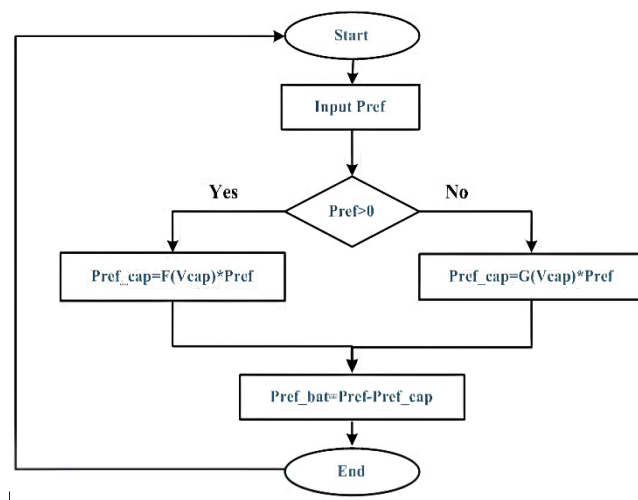 Start
Input Pref
Yes
No
Pref>0
Pref_cap=F(Vcap)*Pref
Pref_cap=G(Vcap)*Pref
Pref_bat=Pref-Pref_cap
End